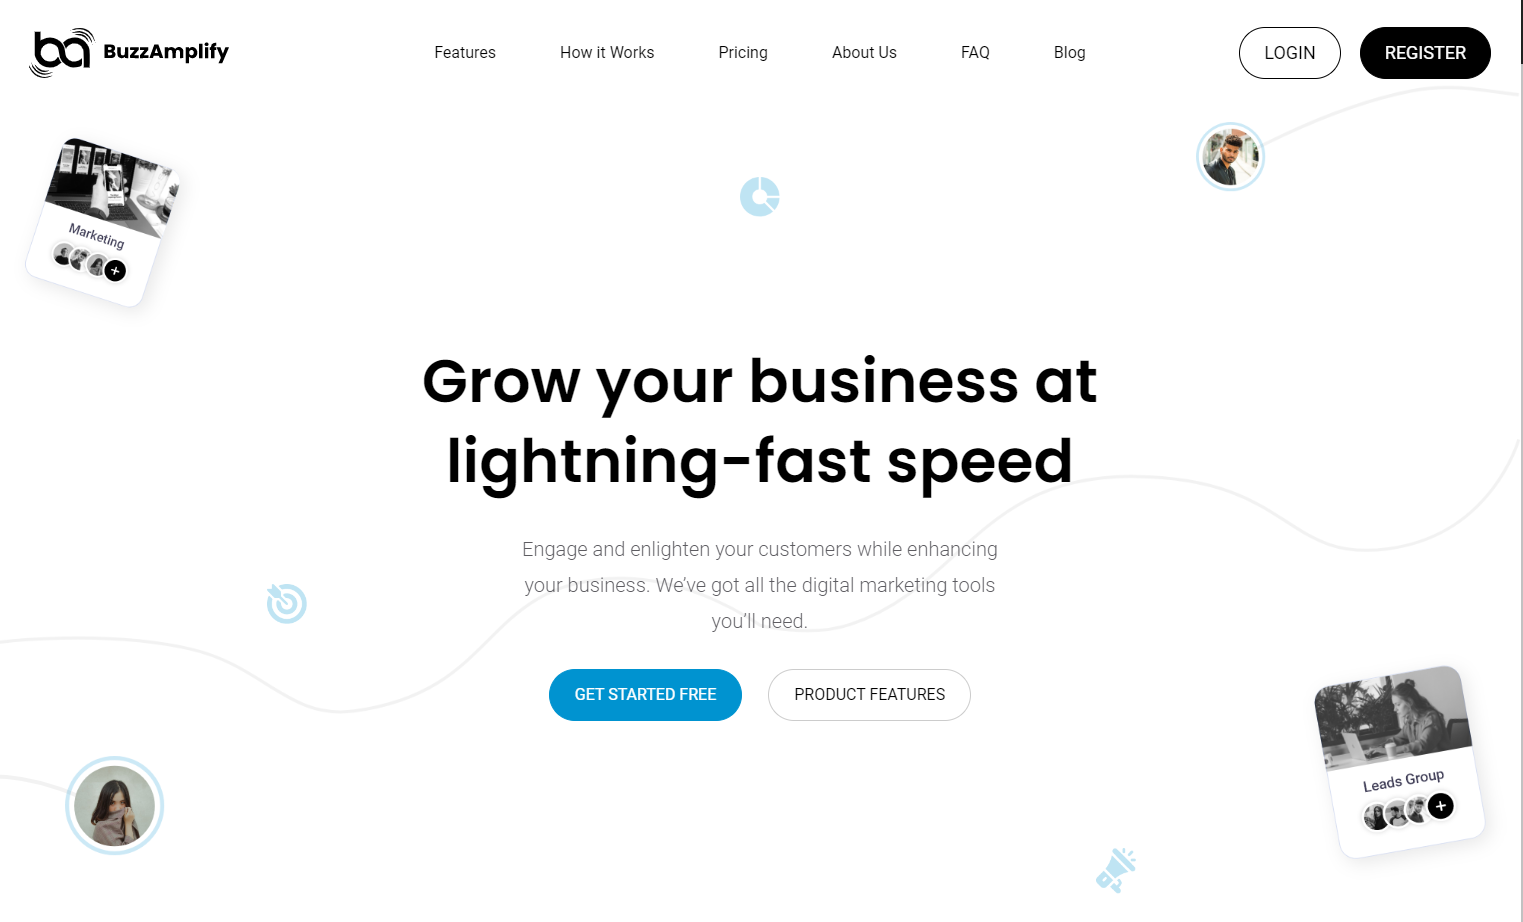 BuzzAmplify
Features
How it Works
Pricing
About Us
FAQ
Blog
LOGIN
REGISTER
Marketing
Grow your business at
lightning-fast speed
Engage and enlighten your customers while enhancing
your business. We’ve got all the digital marketing tools
you’ll need.
GET STARTED FREE
PRODUCT FEATURES
Leads Group